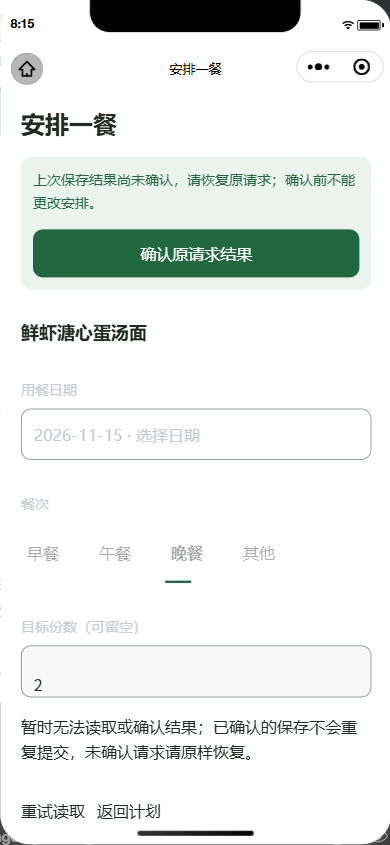 8:15
安排一餐
安排一餐
上次保存结果尚未确认，请恢复原请求；确认前不能
更改安排。
确认原请求结果
鲜虾溏心蛋汤面
用餐日期
2026-11-15 · 选择日期
餐次
早餐 午餐 晚餐 其他
目标份数（可留空）
2
暂时无法读取或确认结果；已确认的保存不会重
复提交，未确认请求请原样恢复。
重试读取 返回计划